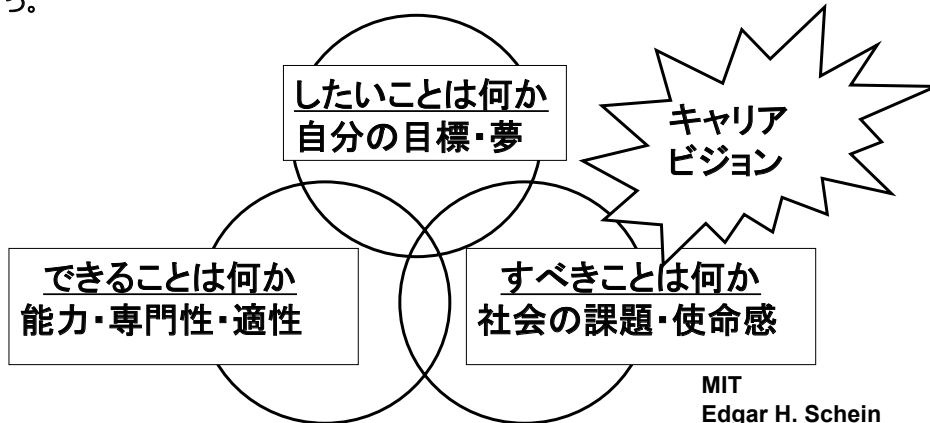 つ。
したいことは何か
自分の目標・夢
キャリア
ビジョン
できることは何か
能力・専門性・適性
すべきことは何か
社会の課題・使命感
MIT
Edgar H. Schein